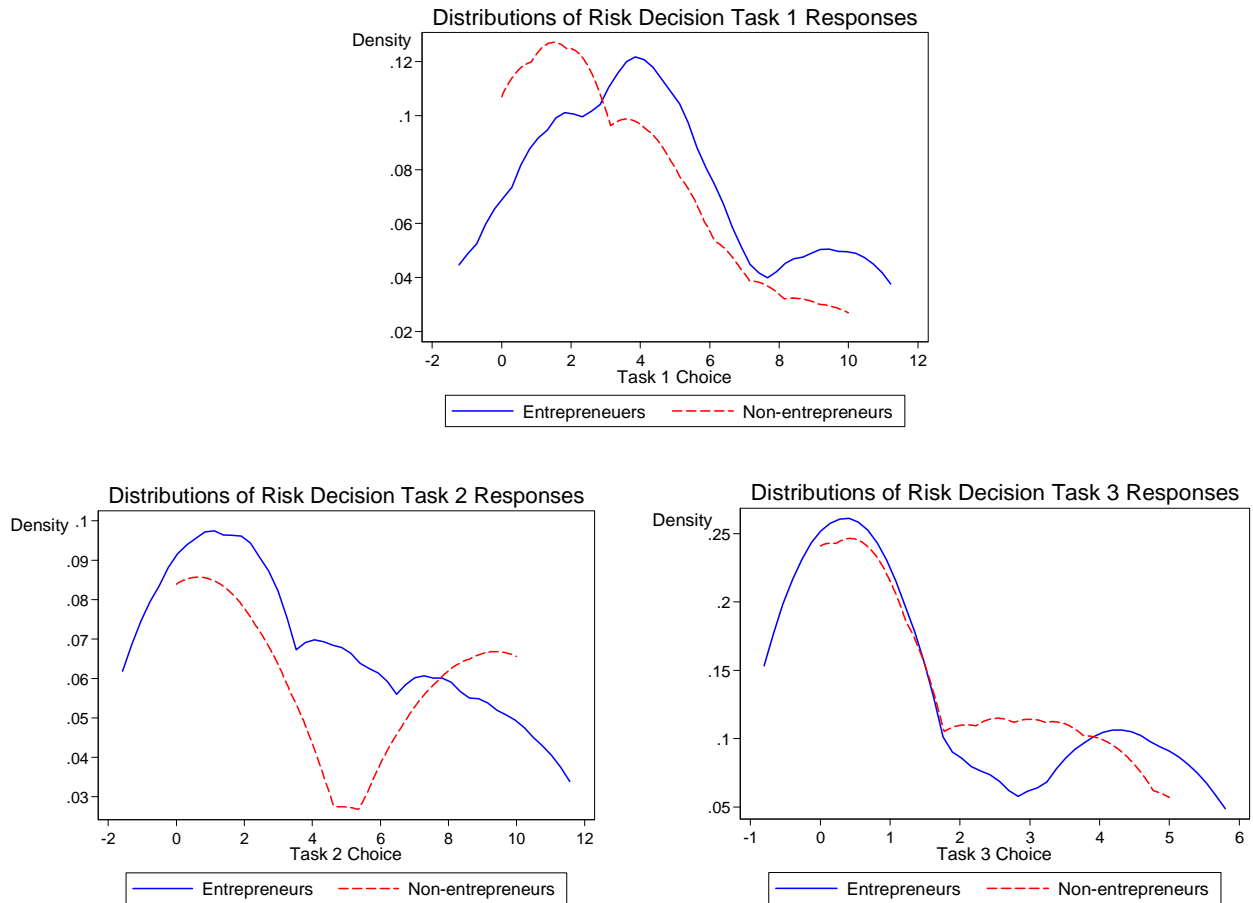 Distributions of Risk Decision Task 1 Responses
Density
.12
.1
.08
.06
.04
.02
-2 0 2 4 6 8 10 12
Task 1 Choice
Entrepreneuers Non-entrepreneurs
Distributions of Risk Decision Task 2 Responses
Density
.1
.09
.08
.07
.06
.05
.04
.03
-2 0 2 4 6 8 10 12
Task 2 Choice
Entrepreneurs Non-entrepreneurs
Distributions of Risk Decision Task 3 Responses
Density
.25
.2
.15
.1
.05
-1 0 1 2 3 4 5 6
Task 3 Choice
Entrepreneurs Non-entrepreneurs